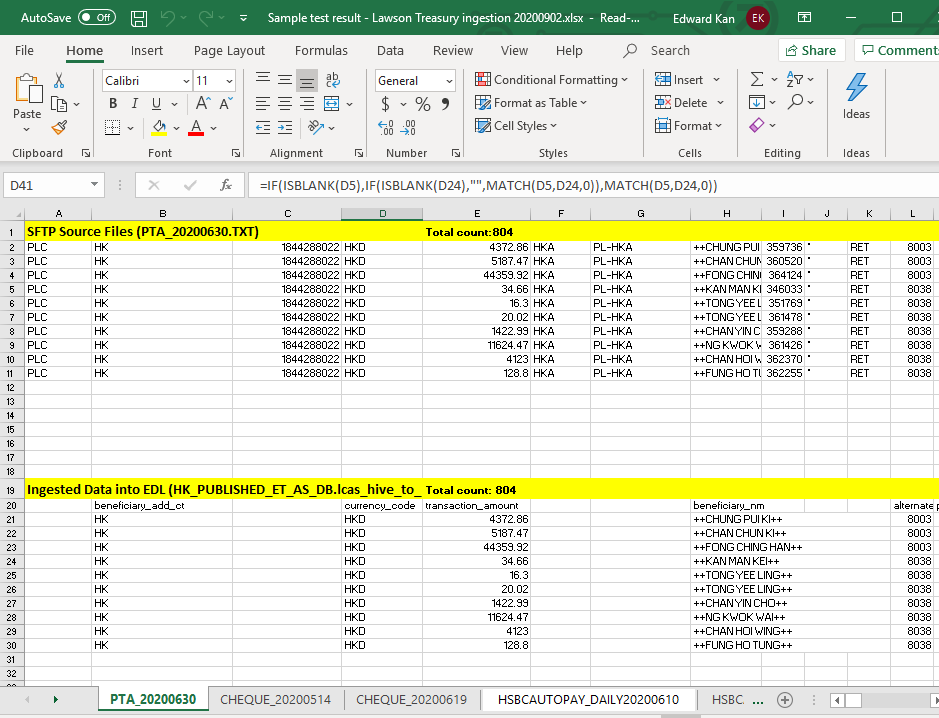 AutoSave Off Sample test result - Lawson Treasury ingestion 20200902.xlsx - Read-... Edward Kan EK
File Home Insert Page Layout Formulas Data Review View Help Search Share Comment
Paste Calibri 11 General Conditional Formatting Insert Ideas
B I U $ % Format as Table Delete
Cell Styles Format
Clipboard Font Alignment Number Styles Cells Editing Ideas
D41 fx =IF(ISBLANK(D5),IF(ISBLANK(D24),"",MATCH(D5,D24,0)),MATCH(D5,D24,0))
A B C D E F G H I J K L
1 SFTP Source Files (PTA_20200630.TXT) Total count:804
2 PLC HK 1844288022 HKD 4372.86 HKA PL-HKA ++CHUNG PUI 359736 " RET 8003
3 PLC HK 1844288022 HKD 5187.47 HKA PL-HKA ++CHAN CHUN 360520 " RET 8003
4 PLC HK 1844288022 HKD 44359.92 HKA PL-HKA ++FONG CHIN 364124 " RET 8003
5 PLC HK 1844288022 HKD 34.66 HKA PL-HKA ++KAN MAN K 346033 " RET 8038
6 PLC HK 1844288022 HKD 16.3 HKA PL-HKA ++TONG YEE L 351769 " RET 8038
7 PLC HK 1844288022 HKD 20.02 HKA PL-HKA ++TONG YEE L 361478 " RET 8038
8 PLC HK 1844288022 HKD 1422.99 HKA PL-HKA ++CHAN YIN C 359288 " RET 8038
9 PLC HK 1844288022 HKD 11624.47 HKA PL-HKA ++NG KWOK W 361426 " RET 8038
10 PLC HK 1844288022 HKD 4123 HKA PL-HKA ++CHAN HOI W 362370 " RET 8038
11 PLC HK 1844288022 HKD 128.8 HKA PL-HKA ++FUNG HO TU 362255 " RET 8038
12
13
14
15
16
17
18
19 Ingested Data into EDL (HK_PUBLISHED_ET_AS_DB.lcas_hive_to_ Total count: 804
20 beneficiary_add_ct currency_code transaction_amount beneficiary_nm alternate p
21 HK HKD 4372.86 ++CHUNG PUI KI++ 8003
22 HK HKD 5187.47 ++CHAN CHUN KI++ 8003
23 HK HKD 44359.92 ++FONG CHING HAN++ 8003
24 HK HKD 34.66 ++KAN MAN KEI++ 8038
25 HK HKD 16.3 ++TONG YEE LING++ 8038
26 HK HKD 20.02 ++TONG YEE LING++ 8038
27 HK HKD 1422.99 ++CHAN YIN CHO++ 8038
28 HK HKD 11624.47 ++NG KWOK WAI++ 8038
29 HK HKD 4123 ++CHAN HOI WING++ 8038
30 HK HKD 128.8 ++FUNG HO TUNG++ 8038
31
32
PTA_20200630 CHEQUE_20200514 CHEQUE_20200619 HSBCAUTOPAY_DAILY20200610 HSBC ...